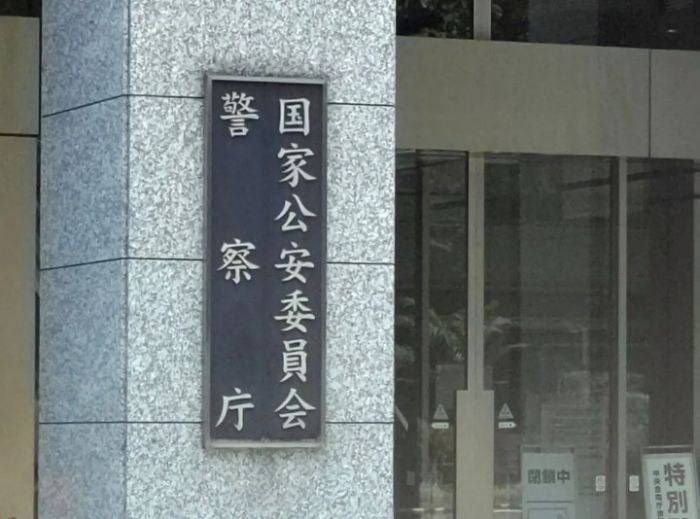 国家公安委員会
警察庁
閉鎖中
特別